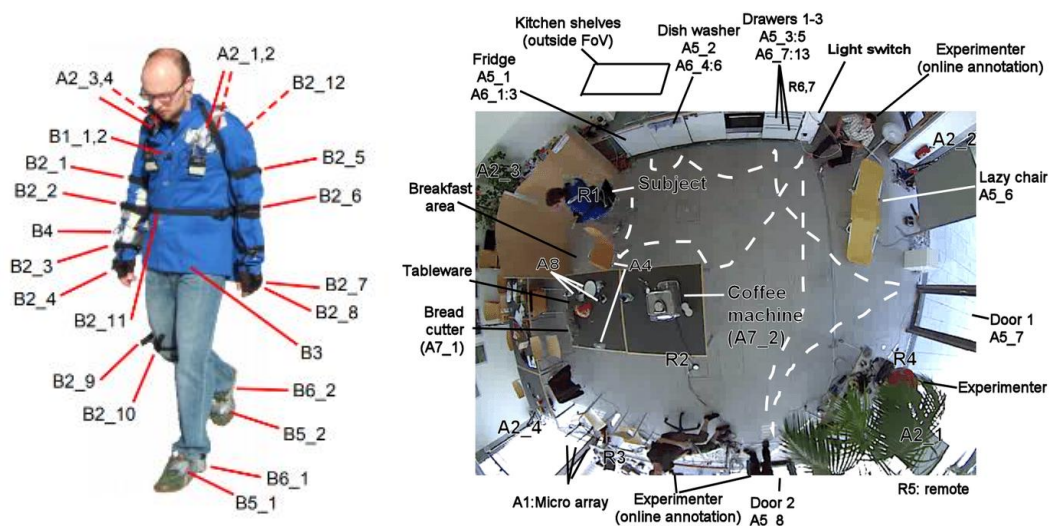 A2_3,4
A2_1,2
B2_12
B1_1,2
B2_1
B2_5
B2_2
B2_6
B4
B2_3
B2_4
B2_7
B2_8
B2_11
B3
B2_9
B2_10
B6_2
B5_2
B6_1
B5_1
Kitchen shelves
(outside FoV)
Dish washer
A5_2
A6_4:6
Drawers 1-3
A5_3:5
A6_7:13
R6,7
Light switch
Experimenter
(online annotation)
Fridge
A5_1
A6_1:3
A2_3
A2_2
Lazy chair
A5_6
R1
Subject
Breakfast
area
A8
A4
Tableware
Bread
cutter
(A7_1)
Coffee
machine
(A7_2)
Door 1
A5_7
R2
R4
Experimenter
A2_4
A2_
R3
A1:Micro array
Experimenter
(online annotation)
Door 2
A5_8
R5: remote